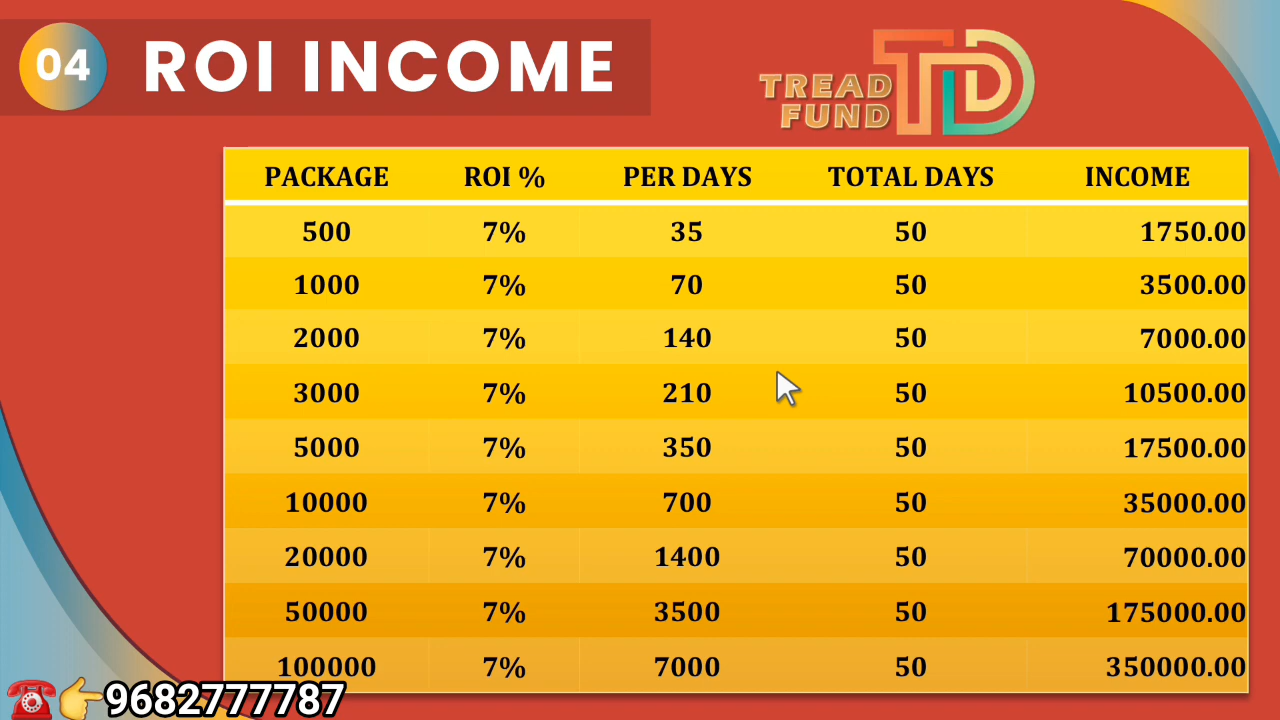 04 ROI INCOME
TREAD
FUND
TD
PACKAGE ROI % PER DAYS TOTAL DAYS INCOME
500 7% 35 50 1750.00
1000 7% 70 50 3500.00
2000 7% 140 50 7000.00
3000 7% 210 50 10500.00
5000 7% 350 50 17500.00
10000 7% 700 50 35000.00
20000 7% 1400 50 70000.00
50000 7% 3500 50 175000.00
100000 7% 7000 50 350000.00
☎️👉9682777787